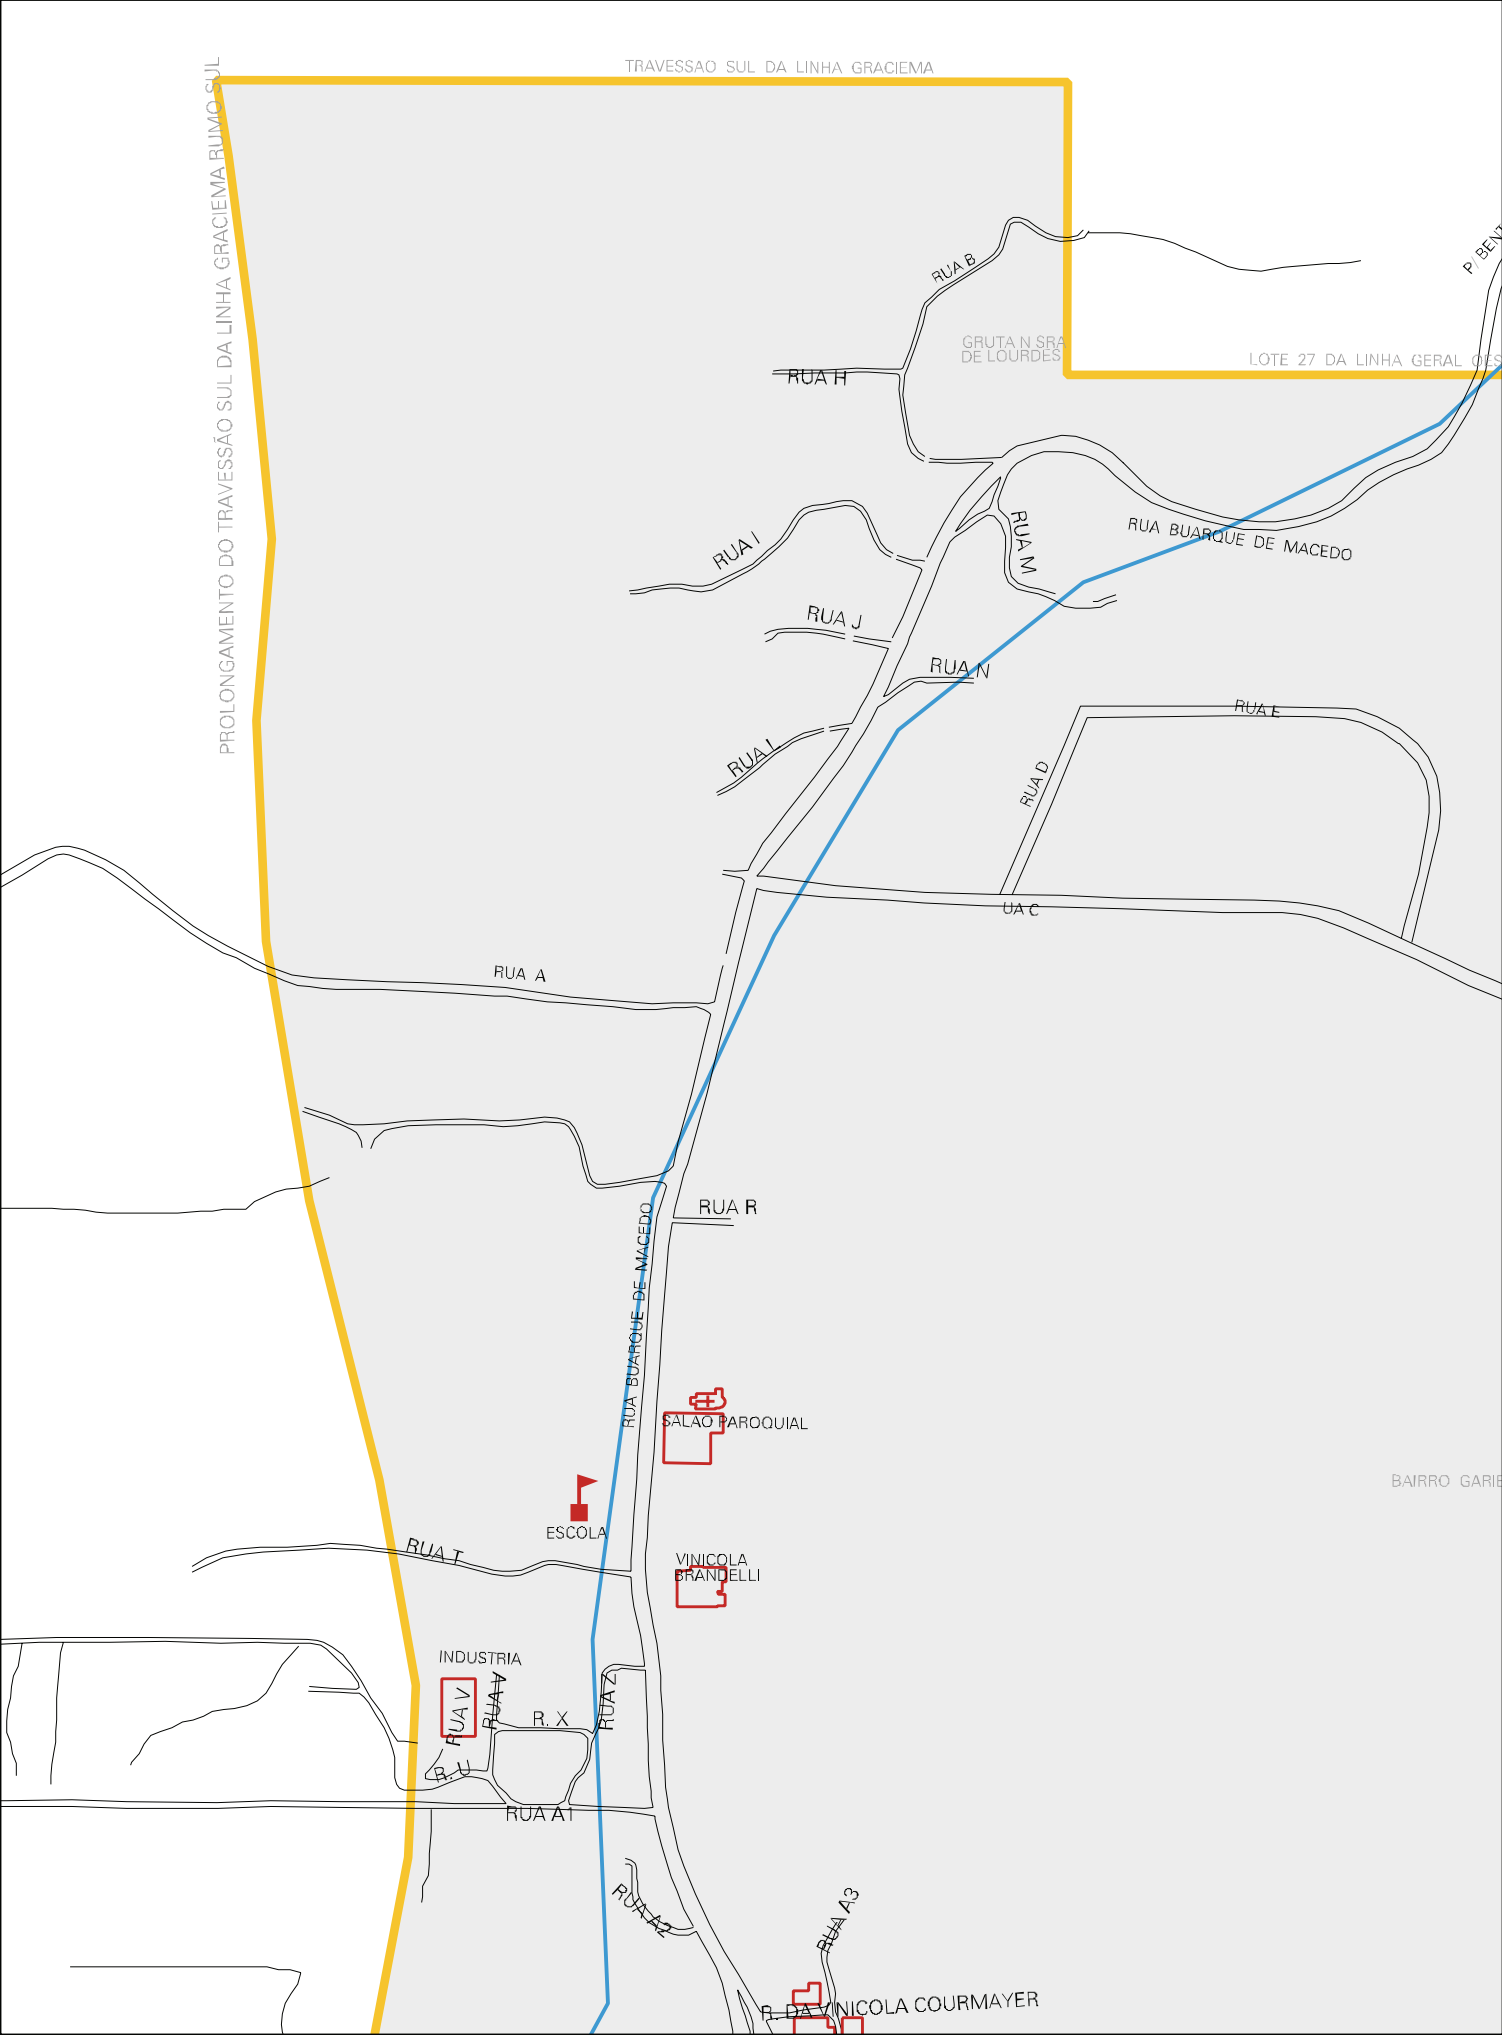 TRAVESSAO SUL DA LINHA GRACIEMA
PROLONGAMENTO DO TRAVESSÃO SUL DA LINHA GRACIEMA RUMO SUL
P/ BENT
RUA B
GRUTA N SRA
DE LOURDES
LOTE 27 DA LINHA GERAL OES
RUA H
RUA BUARQUE DE MACEDO
RUA M
RUA I
RUA J
RUA N
RUA E
RUA L
RUA D
UA C
RUA A
RUA R
RUA BUARQUE DE MACEDO
SALAO PAROQUIAL
BAIRRO GARIB
ESCOLA
RUA T
VINICOLA
BRANDELLI
INDUSTRIA
RUA V
RUA V
RUA Z
R. X
R. U
RUA A1
RUA A2
RUA A3
R. DA VINICOLA COURMAYER